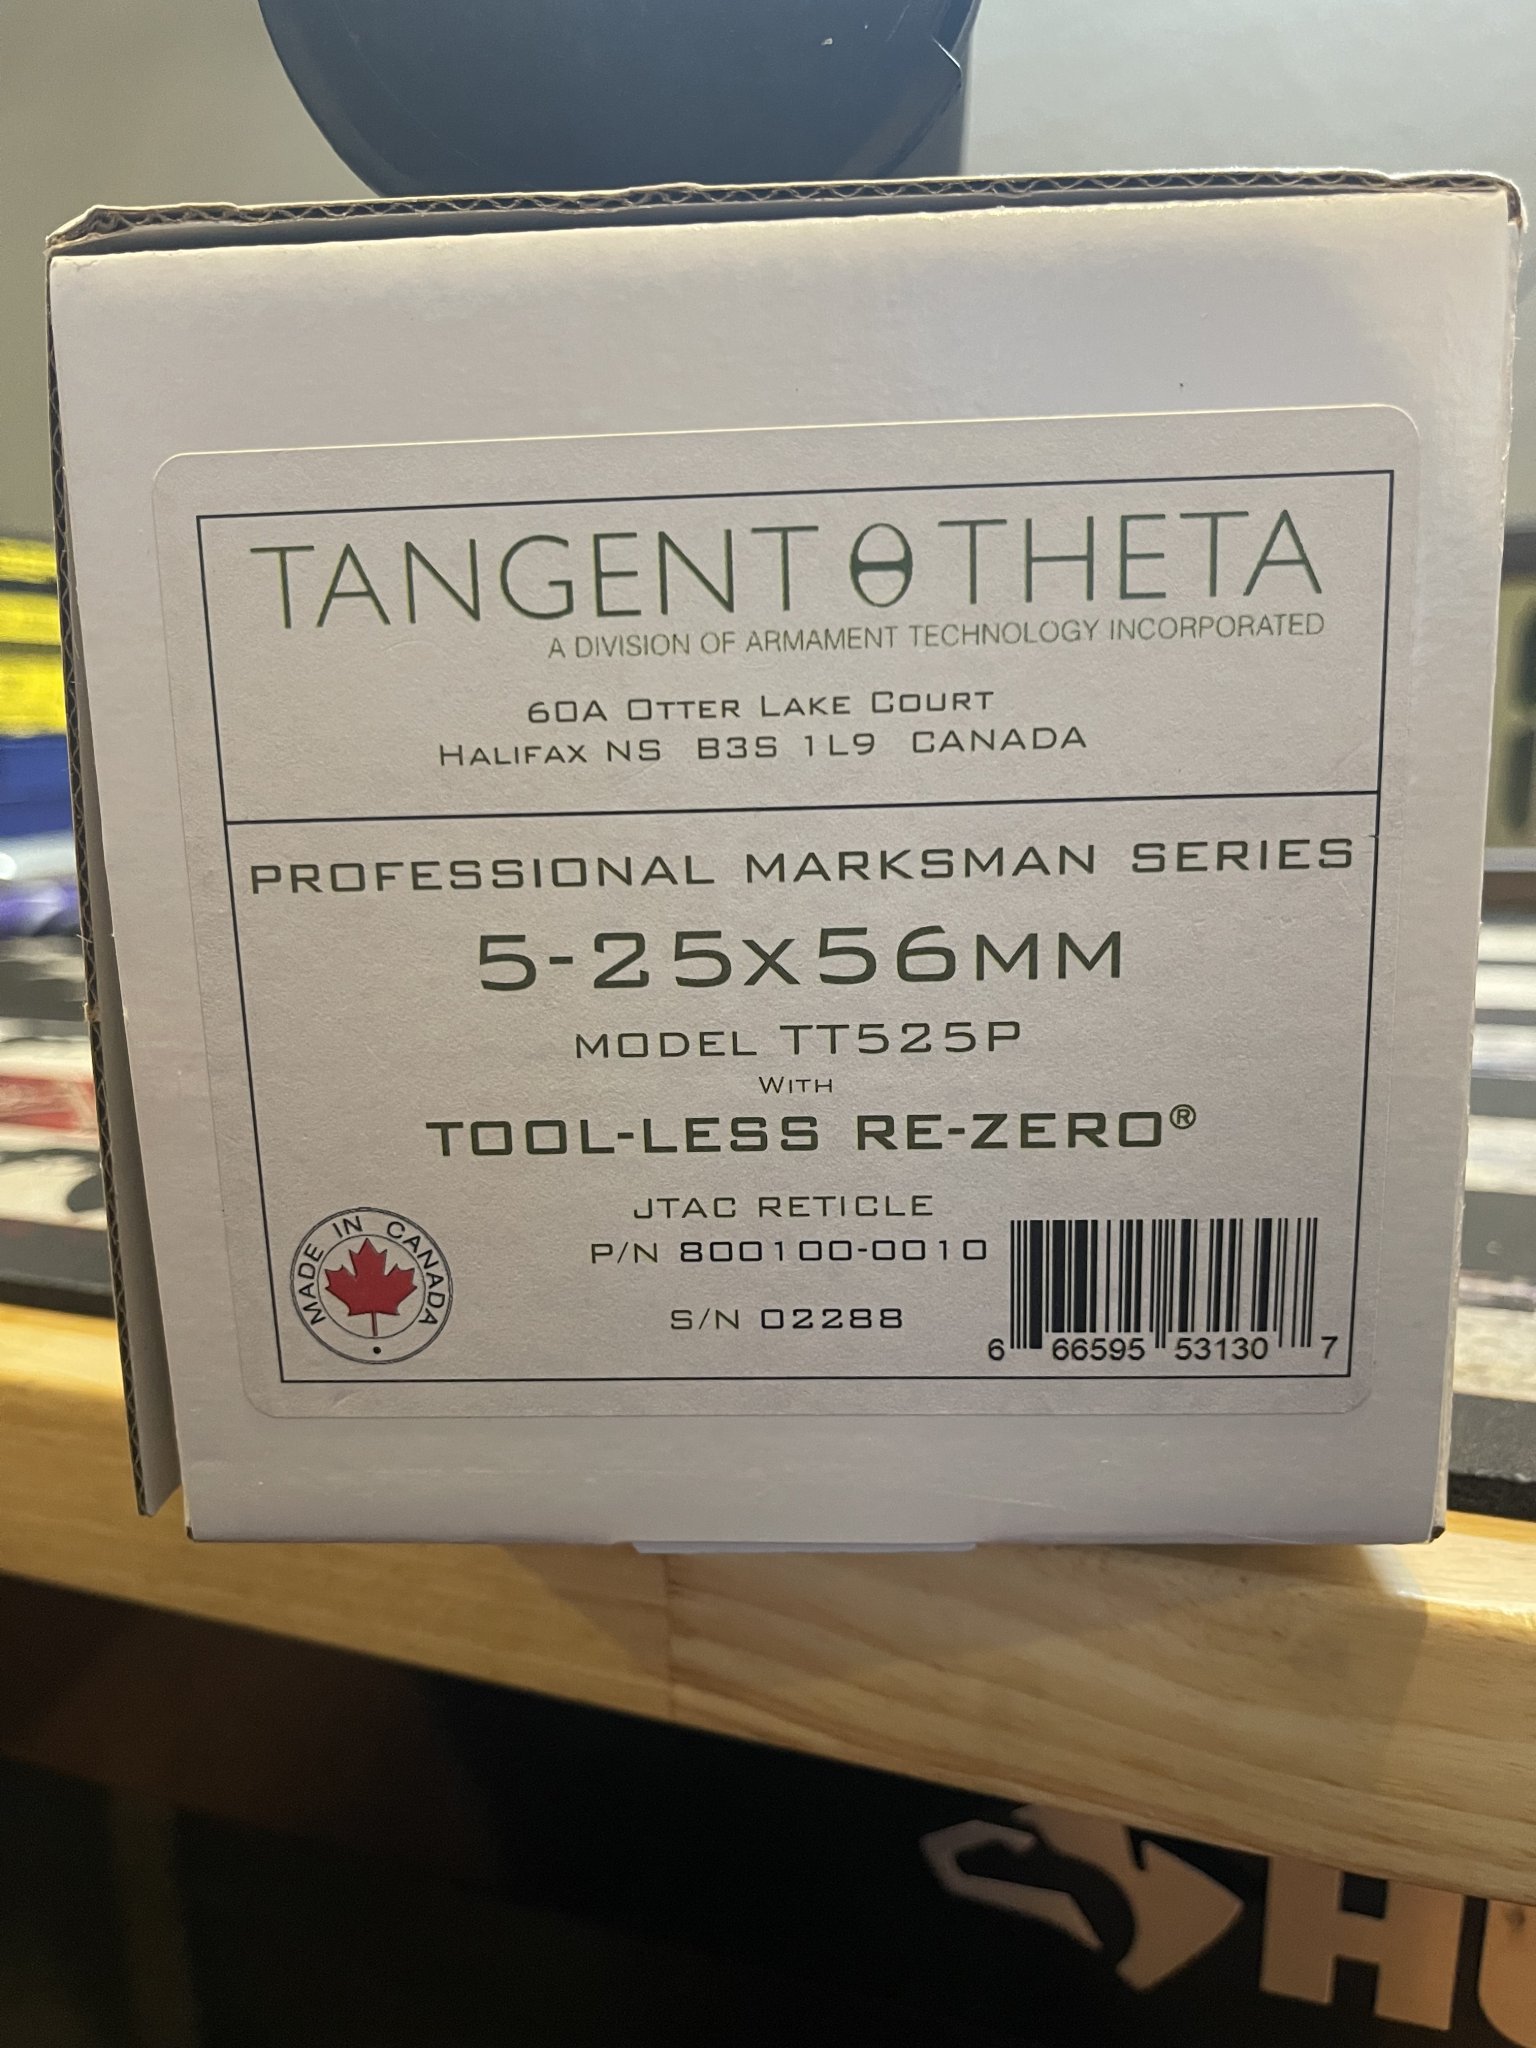 TANGENT θ THETA
A DIVISION OF ARMAMENT TECHNOLOGY INCORPORATED
60A OTTER LAKE COURT
HALIFAX NS B3S 1L9 CANADA
PROFESSIONAL MARKSMAN SERIES
5-25X56MM
MODEL TT525P
WITH
TOOL-LESS RE-ZERO®
JTAC RETICLE
P/N 800100-0010
S/N 02288
MADE IN CANADA
6 66595 53130 7